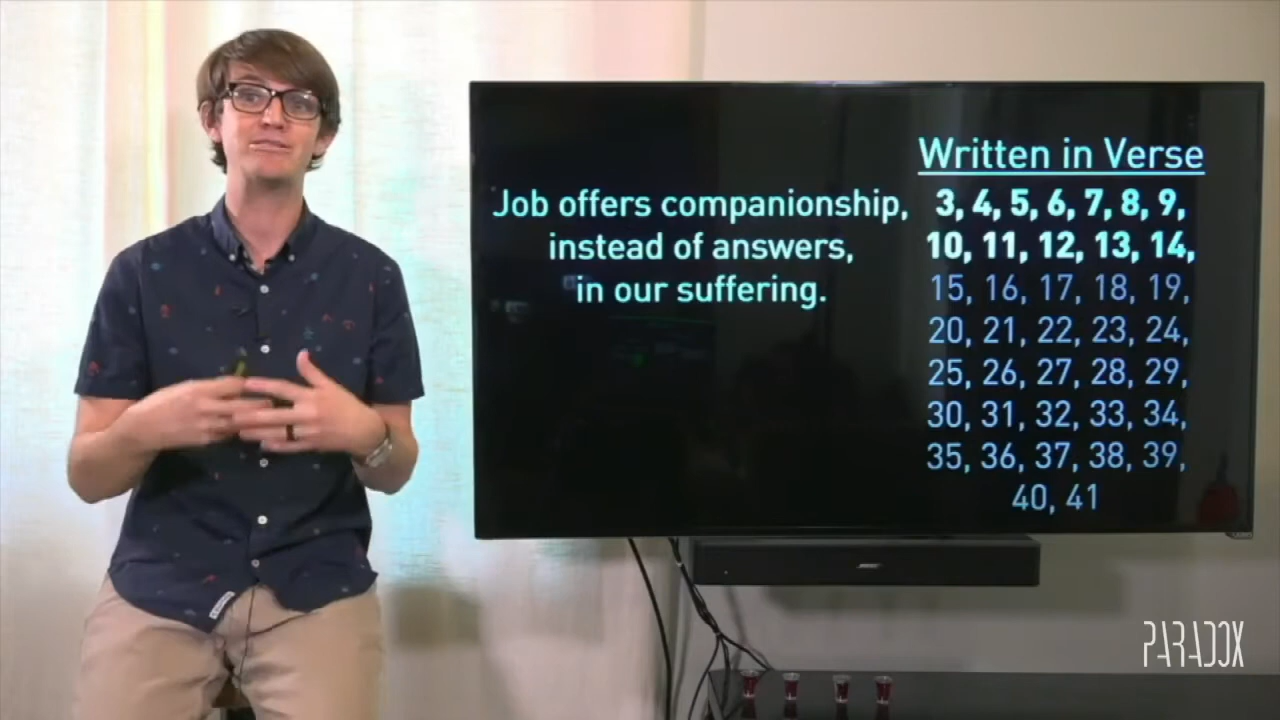 Written in Verse
Job offers companionship,
instead of answers,
in our suffering.
3, 4, 5, 6, 7, 8, 9,
10, 11, 12, 13, 14,
15, 16, 17, 18, 19,
20, 21, 22, 23, 24,
25, 26, 27, 28, 29,
30, 31, 32, 33, 34,
35, 36, 37, 38, 39,
40, 41
BOSE
PARADOX